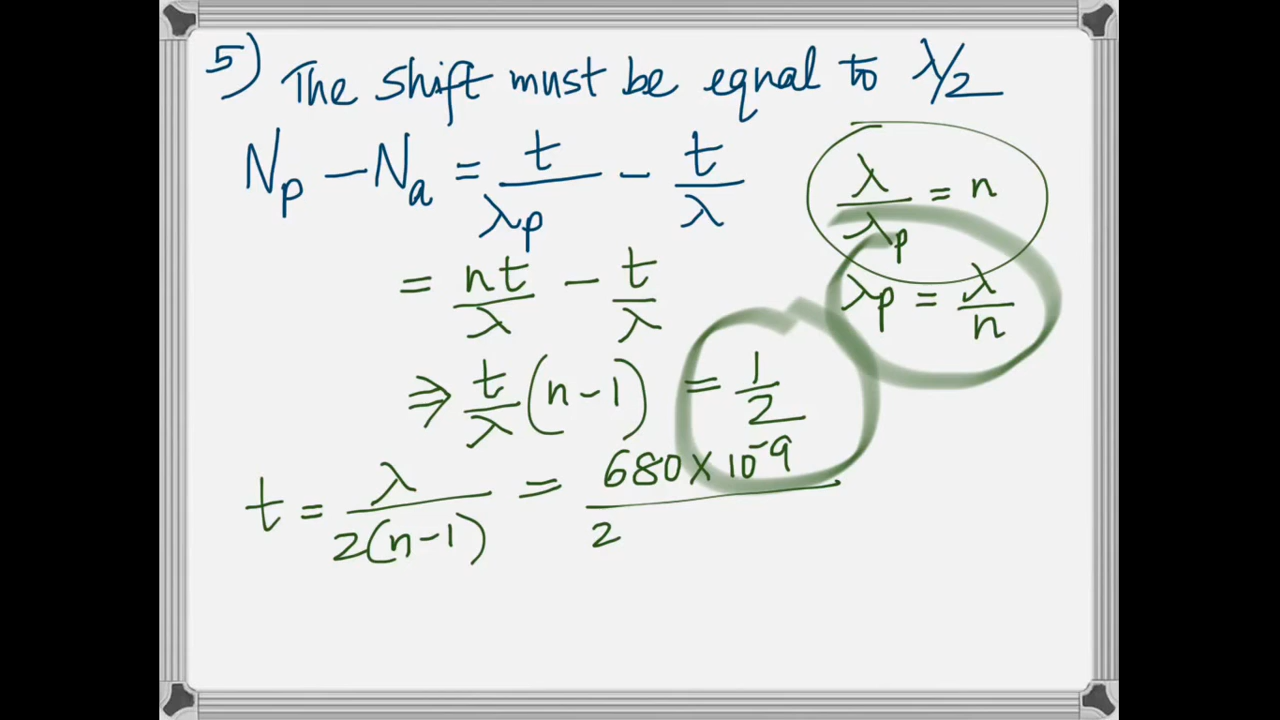 5) The shift must be equal to λ/2
Np - Na = t/λp - t/λ
λ/λp = n
= nt/λ - t/λ
λp = λ/n
⇒ t/λ (n-1) = 1/2
t = λ/2(n-1) = 680 x 10⁻⁹/2